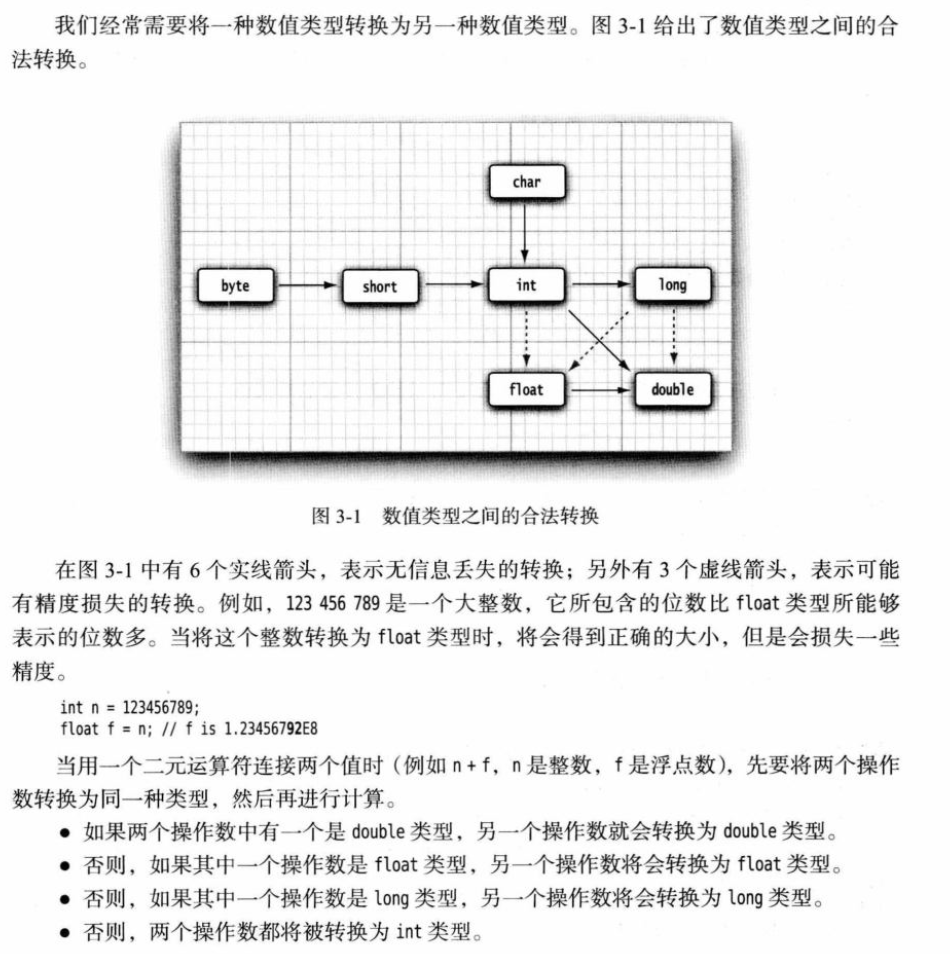 我们经常需要将一种数值类型转换为另一种数值类型。图 3-1 给出了数值类型之间的合
法转换。
char
byte
short
int
long
float
double
图 3-1 数值类型之间的合法转换
在图 3-1 中有 6 个实线箭头，表示无信息丢失的转换；另外有 3 个虚线箭头，表示可能
有精度损失的转换。例如，123 456 789 是一个大整数，它所包含的位数比 float 类型所能够
表示的位数多。当将这个整数转换为 float 类型时，将会得到正确的大小，但是会损失一些
精度。
int n = 123456789;
float f = n; // f is 1.23456792E8
当用一个二元运算符连接两个值时（例如 n + f，n 是整数，f 是浮点数），先要将两个操作
数转换为同一种类型，然后再进行计算。
● 如果两个操作数中有一个是 double 类型，另一个操作数就会转换为 double 类型。
● 否则，如果其中一个操作数是 float 类型，另一个操作数将会转换为 float 类型。
● 否则，如果其中一个操作数是 long 类型，另一个操作数将会转换为 long 类型。
● 否则，两个操作数都将被转换为 int 类型。